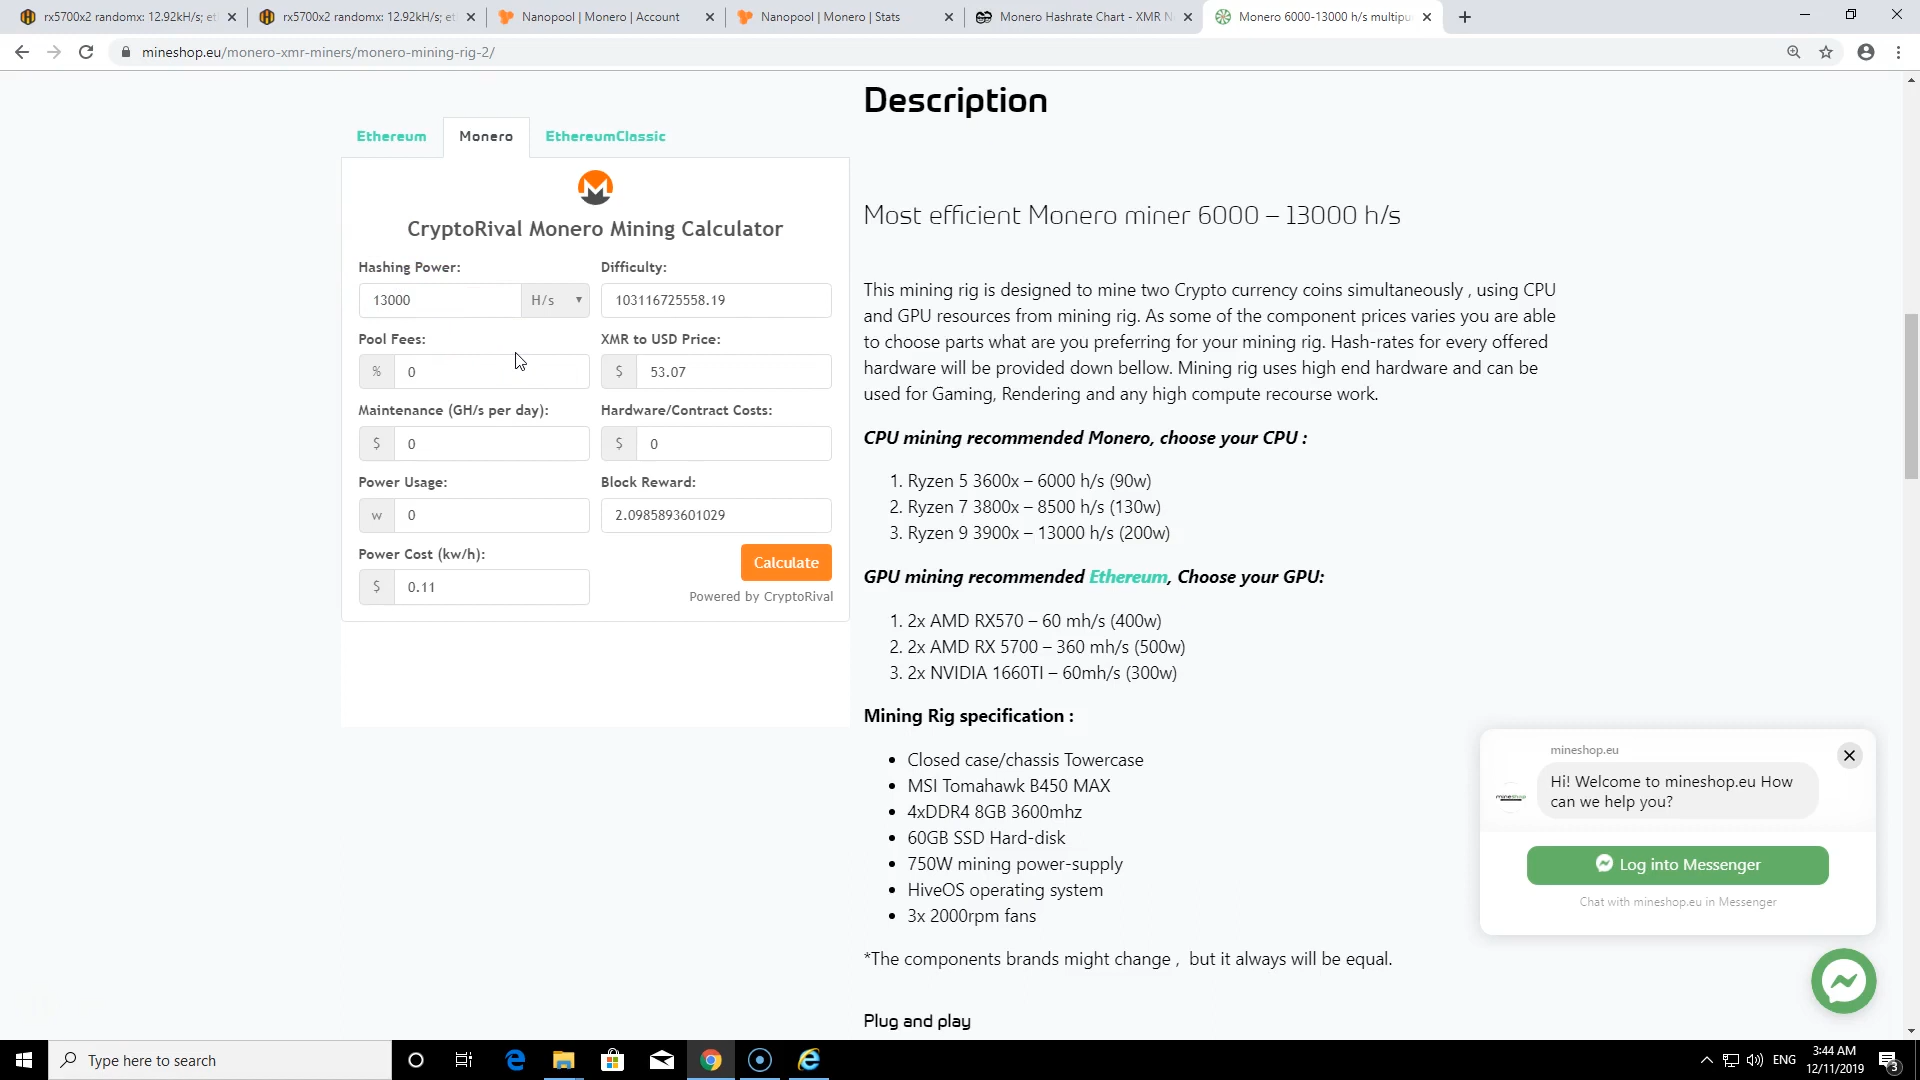 rx5700x2 randomx: 12.92kH/s; et
rx5700x2 randomx: 12.92kH/s; et
Nanopool | Monero | Account
Nanopool | Monero | Stats
Monero Hashrate Chart - XMR N
Monero 6000-13000 h/s multipu
mineshop.eu/monero-xmr-miners/monero-mining-rig-2/
Ethereum
Monero
EthereumClassic
CryptoRival Monero Mining Calculator
Hashing Power:
Difficulty:
13000
H/s
103116725558.19
Pool Fees:
XMR to USD Price:
% 0
$ 53.07
Maintenance (GH/s per day):
Hardware/Contract Costs:
$ 0
$ 0
Power Usage:
Block Reward:
w 0
2.0985893601029
Power Cost (kw/h):
$ 0.11
Calculate
Powered by CryptoRival
Description
Most efficient Monero miner 6000 – 13000 h/s
This mining rig is designed to mine two Crypto currency coins simultaneously , using CPU
and GPU resources from mining rig. As some of the component prices varies you are able
to choose parts what are you preferring for your mining rig. Hash-rates for every offered
hardware will be provided down bellow. Mining rig uses high end hardware and can be
used for Gaming, Rendering and any high compute recourse work.
CPU mining recommended Monero, choose your CPU :
1. Ryzen 5 3600x – 6000 h/s (90w)
2. Ryzen 7 3800x – 8500 h/s (130w)
3. Ryzen 9 3900x – 13000 h/s (200w)
GPU mining recommended Ethereum, Choose your GPU:
1. 2x AMD RX570 – 60 mh/s (400w)
2. 2x AMD RX 5700 – 360 mh/s (500w)
3. 2x NVIDIA 1660TI – 60mh/s (300w)
Mining Rig specification :
• Closed case/chassis Towercase
• MSI Tomahawk B450 MAX
• 4xDDR4 8GB 3600mhz
• 60GB SSD Hard-disk
• 750W mining power-supply
• HiveOS operating system
• 3x 2000rpm fans
*The components brands might change , but it always will be equal.
Plug and play
mineshop.eu
Hi! Welcome to mineshop.eu How
can we help you?
mineshop
Log into Messenger
Chat with mineshop.eu in Messenger
Type here to search
ENG
3:44 AM
12/11/2019
3